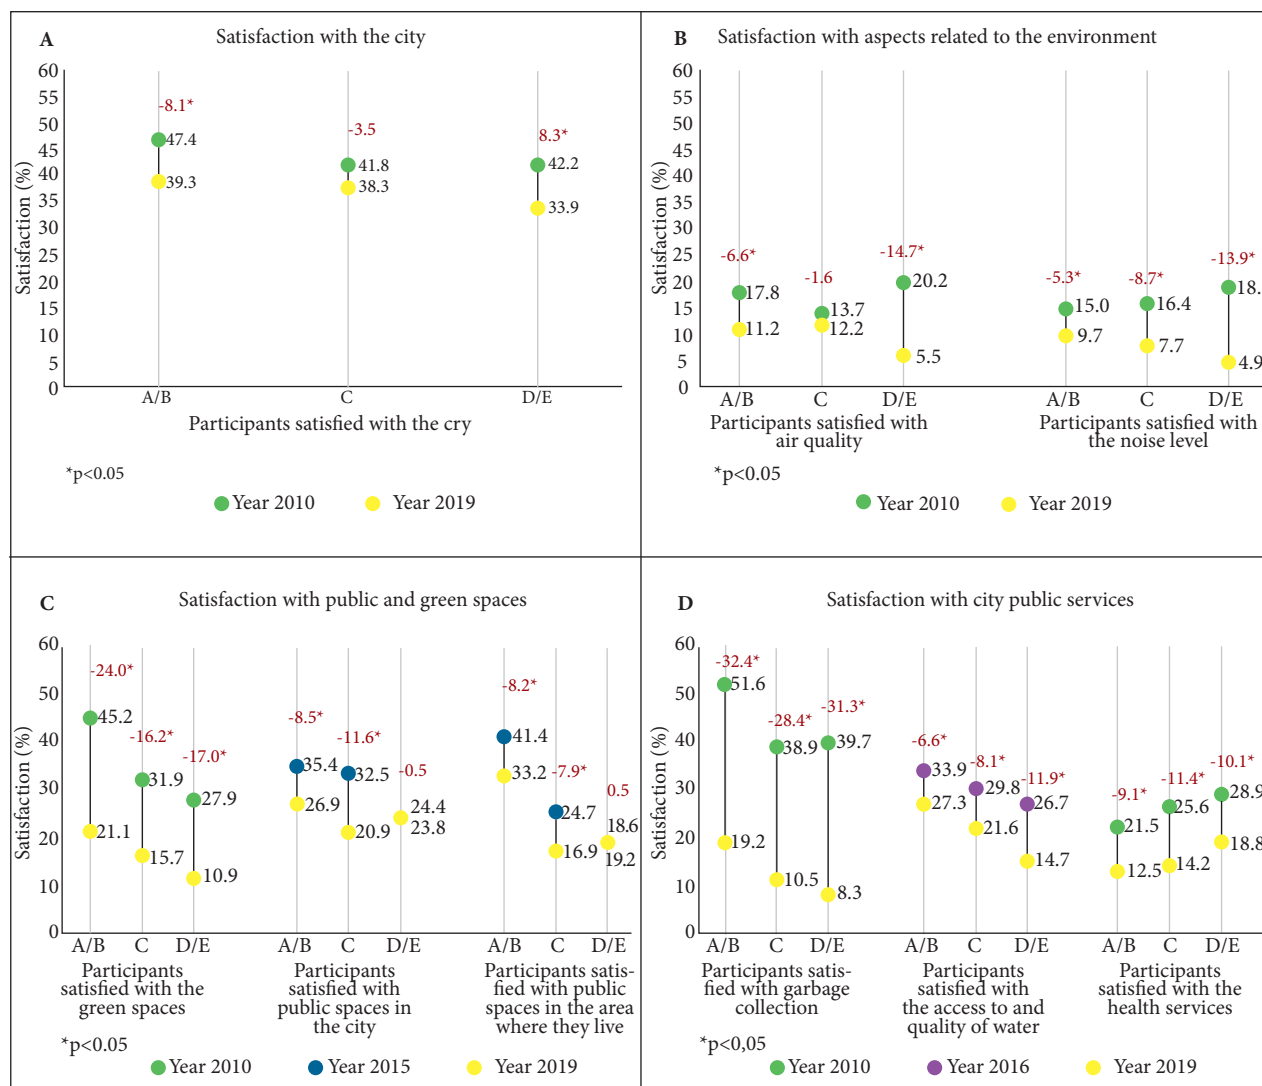 A Satisfaction with the city
60
55
50
45
40
35
30
25
20
15
10
5
0
Satisfaction (%)
-8.1*
47.4
39.3
-3.5
41.8
38.3
8.3*
42.2
33.9
A/B C D/E
Participants satisfied with the cry
*p<0.05
Year 2010 Year 2019
B Satisfaction with aspects related to the environment
60
55
50
45
40
35
30
25
20
15
10
5
0
Satisfaction (%)
-6.6*
17.8
11.2
-1.6
13.7
12.2
-14.7*
20.2
5.5
-5.3*
15.0
9.7
-8.7*
16.4
7.7
-13.9*
18.
4.9
A/B C D/E A/B C D/E
Participants satisfied with
air quality
Participants satisfied with
the noise level
*p<0.05
Year 2010 Year 2019
C Satisfaction with public and green spaces
60
50
40
30
20
10
0
Satisfaction (%)
-24.0*
45.2
21.1
-16.2*
31.9
15.7
-17.0*
27.9
10.9
-8.5*
35.4
26.9
-11.6*
32.5
20.9
-0.5
24.4
23.8
-8.2*
41.4
33.2
-7.9*
24.7
16.9
0.5
18.6
19.2
A/B C D/E A/B C D/E A/B C D/E
Participants
satisfied with the
green spaces
Participants
satisfied with
public spaces in
the city
Participants satis-
fied with public
spaces in the area
where they live
*p<0.05
Year 2010 Year 2015 Year 2019
D Satisfaction with city public services
60
50
40
30
20
10
0
Satisfaction (%)
-32.4*
51.6
19.2
-28.4*
38.9
10.5
-31.3*
39.7
8.3
-6.6*
33.9
27.3
-8.1*
29.8
21.6
-11.9*
26.7
14.7
-9.1*
21.5
12.5
-11.4*
25.6
14.2
-10.1*
28.9
18.8
A/B C D/E A/B C D/E A/B C D/E
Participants satis-
fied with garbage
collection
Participants
satisfied with
the access to and
quality of water
Participants
satisfied with the
health services
*p<0,05
Year 2010 Year 2016 Year 2019